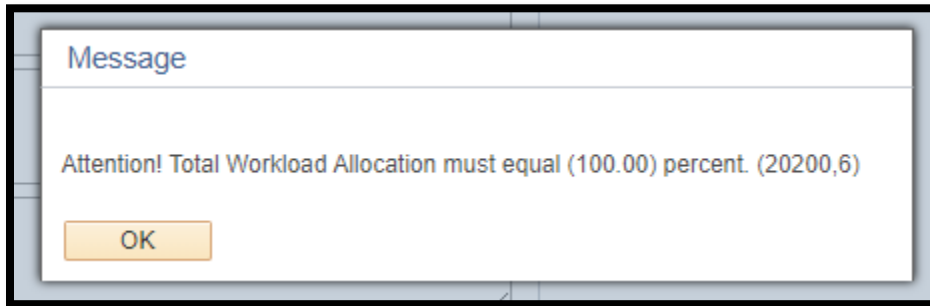 Message
Attention! Total Workload Allocation must equal (100.00) percent. (20200,6)
OK